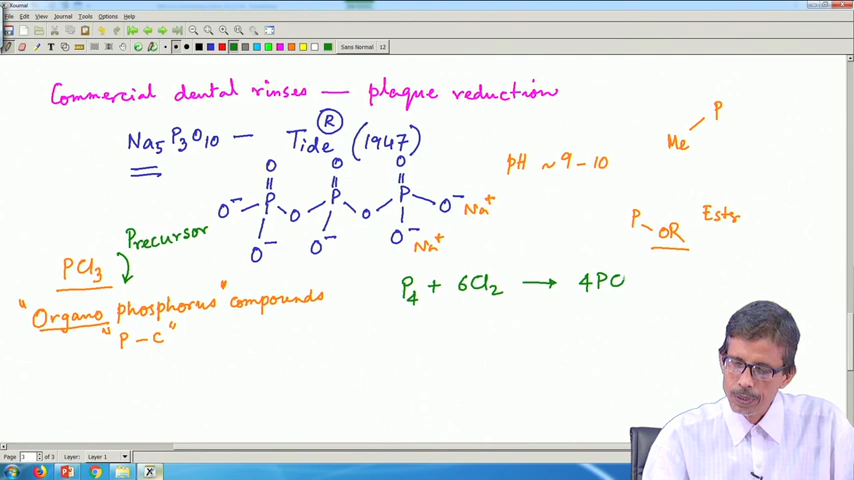 Xournal
File Edit View Journal Tools Options Help
Sans Normal 12
Commercial dental rinses — plaque reduction
Na5P3O10 — Tide ® (1947)
pH ~ 9-10
Me P
O O O
O⁻ P O P O P O⁻ Na⁺
O⁻ O⁻ O⁻ Na⁺
P OR Ester
Precursor
PCl3
"Organo phosphorus" compounds
"P – C"
P4 + 6Cl2 → 4PC
Page 3 of 3 Layer Layer 1